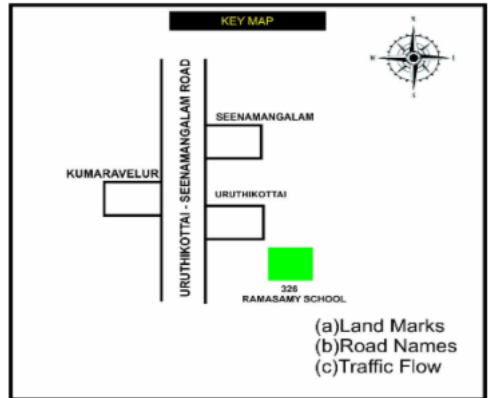 KEY MAP
N
W
E
S
URUTHIKOTTAI - SEENAMANGALAM ROAD
SEENAMANGALAM
KUMARAVELUR
URUTHIKOTTAI
326
RAMASAMY SCHOOL
(a)Land Marks
(b)Road Names
(c)Traffic Flow